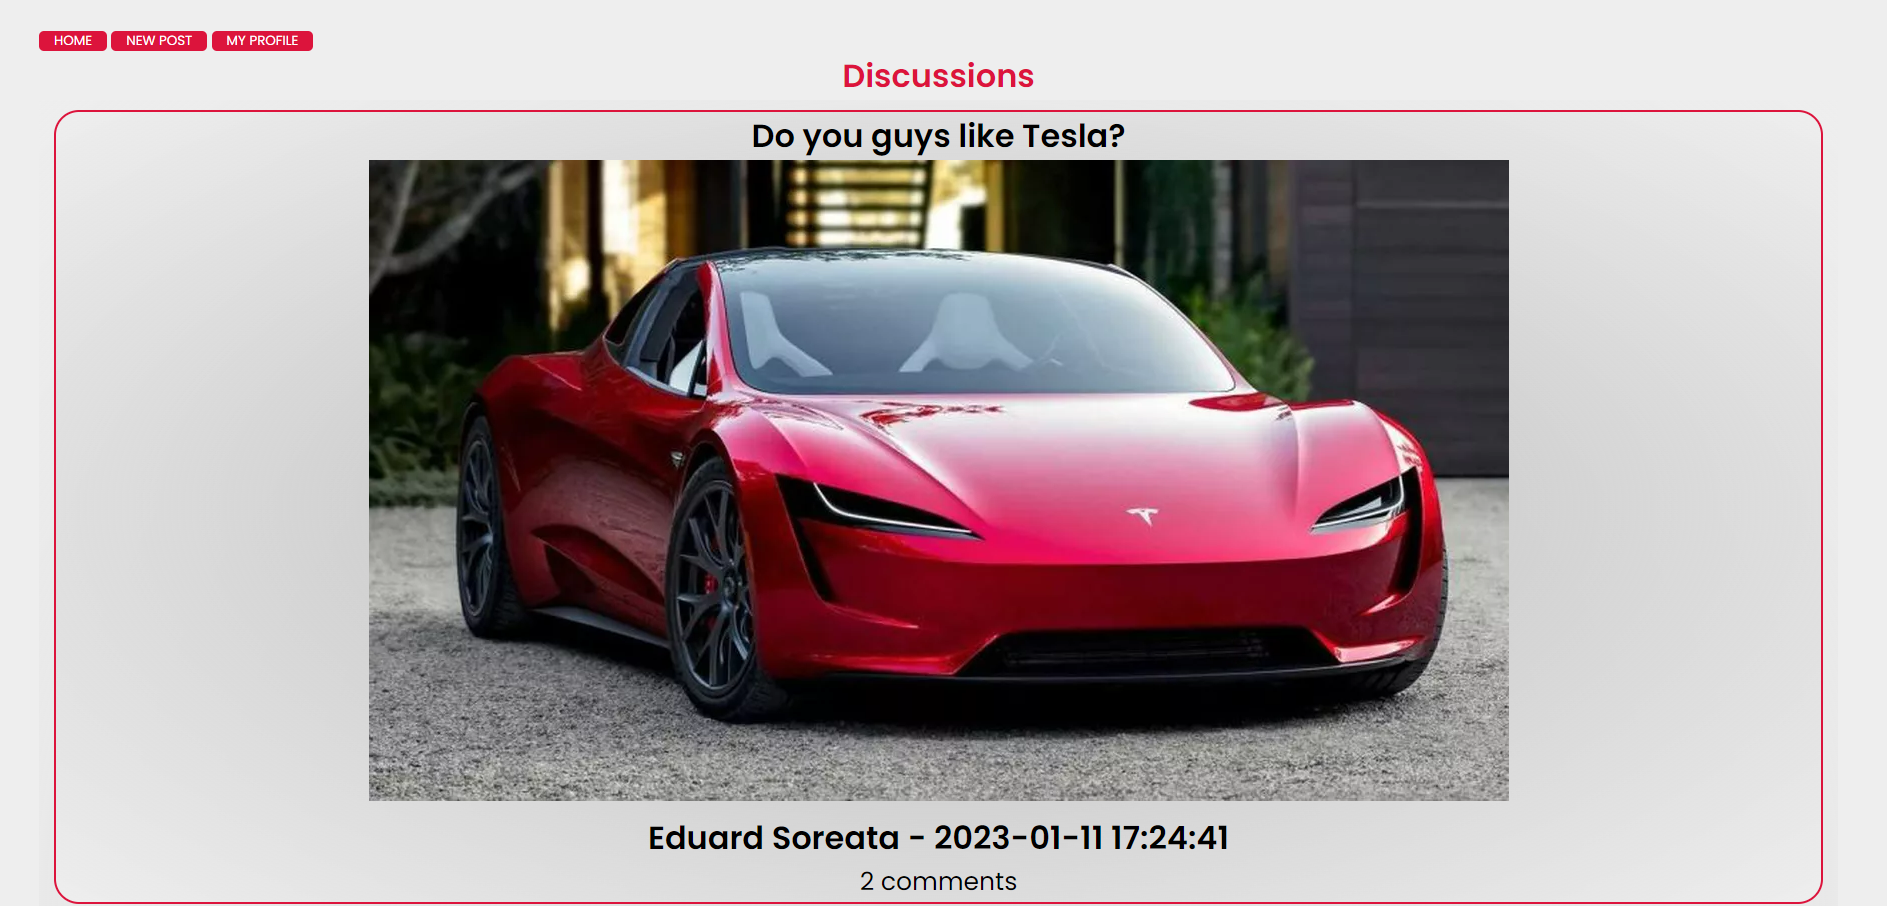 HOME NEW POST MY PROFILE
Discussions
Do you guys like Tesla?
Eduard Soreata - 2023-01-11 17:24:41
2 comments